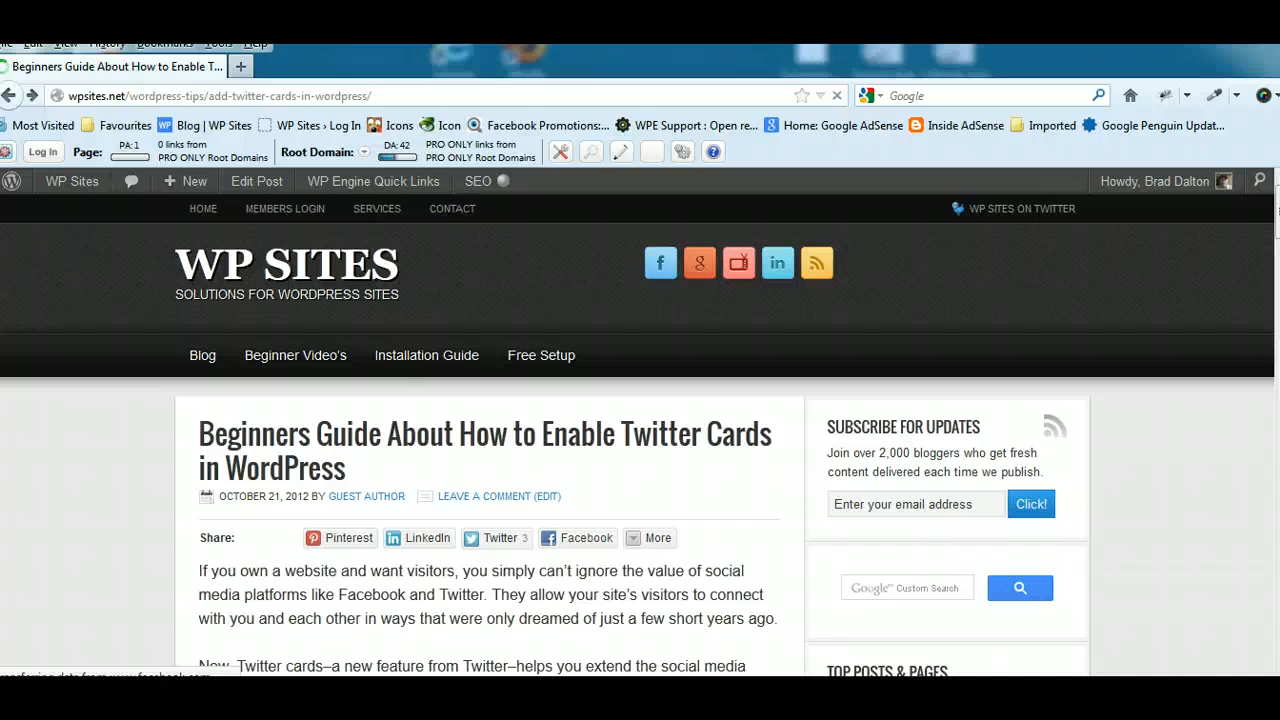 File Edit View History Bookmarks Tools Help
Beginners Guide About How to Enable T... +
wpsites.net/wordpress-tips/add-twitter-cards-in-wordpress/ Google
Most Visited Favourites Blog | WP Sites WP Sites › Log In Icons Icon Facebook Promotions:... WPE Support : Open re... Home: Google AdSense Inside AdSense Imported Google Penguin Updat...
Log In Page: PA: 1 0 links from PRO ONLY Root Domains Root Domain: DA: 42 PRO ONLY links from PRO ONLY Root Domains
WP Sites + New Edit Post WP Engine Quick Links SEO Howdy, Brad Dalton
HOME MEMBERS LOGIN SERVICES CONTACT WP SITES ON TWITTER
WP SITES
SOLUTIONS FOR WORDPRESS SITES
Blog Beginner Video's Installation Guide Free Setup
Beginners Guide About How to Enable Twitter Cards
in WordPress
OCTOBER 21, 2012 BY GUEST AUTHOR LEAVE A COMMENT (EDIT)
Share: Pinterest LinkedIn Twitter 3 Facebook More
If you own a website and want visitors, you simply can't ignore the value of social
media platforms like Facebook and Twitter. They allow your site's visitors to connect
with you and each other in ways that were only dreamed of just a few short years ago.
Now, Twitter cards–a new feature from Twitter–helps you extend the social media
SUBSCRIBE FOR UPDATES
Join over 2,000 bloggers who get fresh
content delivered each time we publish.
Enter your email address Click!
Google™ Custom Search
TOP POSTS & PAGES